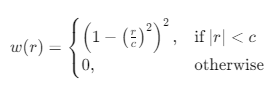 w(r) = { (1 − (r/c)²)², if |r| < c
0, otherwise